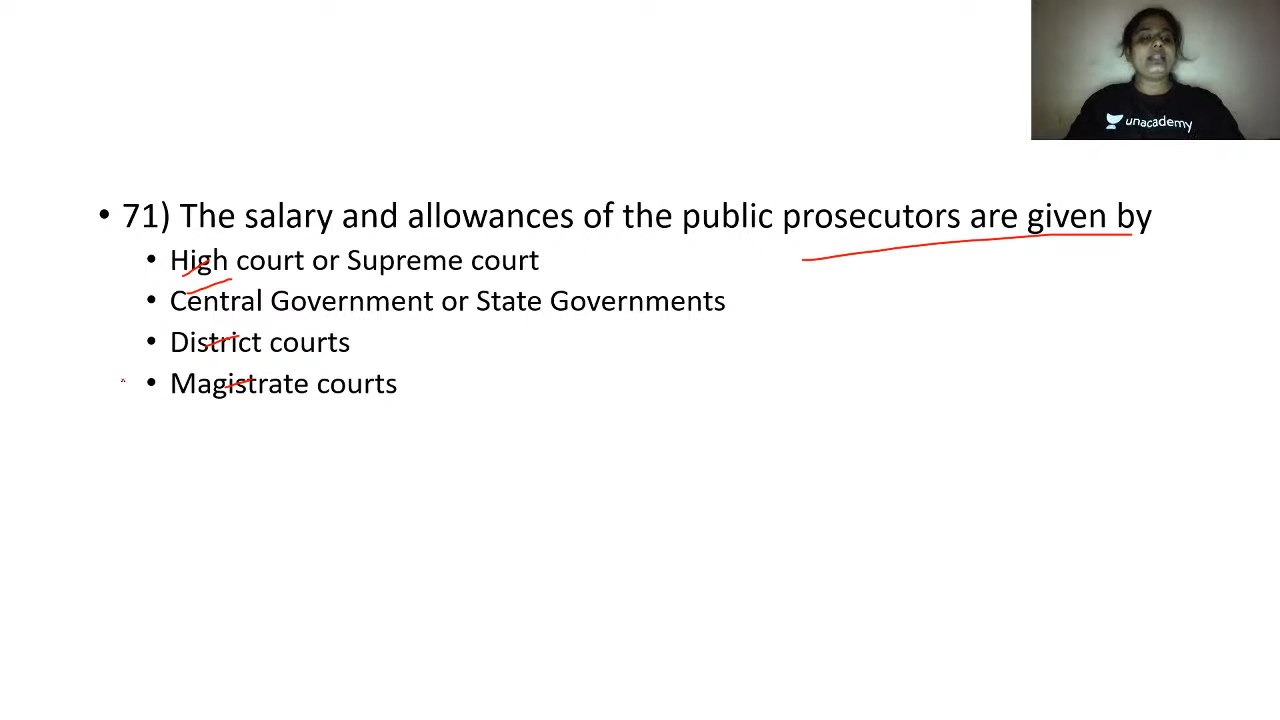 unacademy
• 71) The salary and allowances of the public prosecutors are given by
• High court or Supreme court
• Central Government or State Governments
• District courts
• Magistrate courts